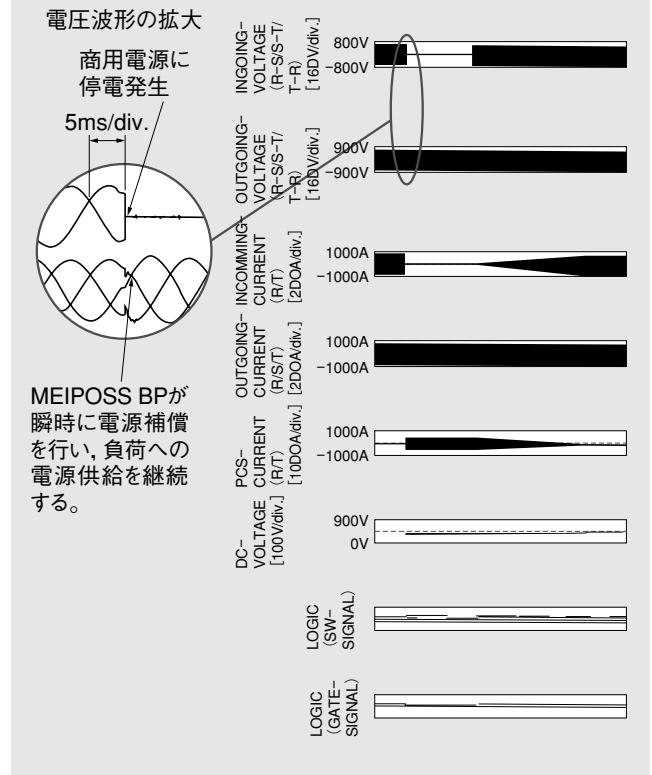 電圧波形の拡大
商用電源に
停電発生
5ms/div.
MEIPOSS BPが
瞬時に電源補償
を行い，負荷への
電源供給を継続
する。
INGOING-
VOLTAGE
(R-S/S-T/
T-R)
[16DV/div.]
800V
-800V
OUTGOING-
VOLTAGE
(R-S/S-T/
T-R)
[16DV/div.]
900V
-900V
INCOMMING-
CURRENT
(R/T)
[2DOA/div.]
1000A
-1000A
OUTGOING-
CURRENT
(R/S/T)
[2DOA/div.]
1000A
-1000A
PCS-
CURRENT
(R/T)
[10DOA/div.]
1000A
-1000A
DC-
VOLTAGE
[100V/div.]
900V
0V
LOGIC
(SW-
SIGNAL)
LOGIC
(GATE-
SIGNAL)